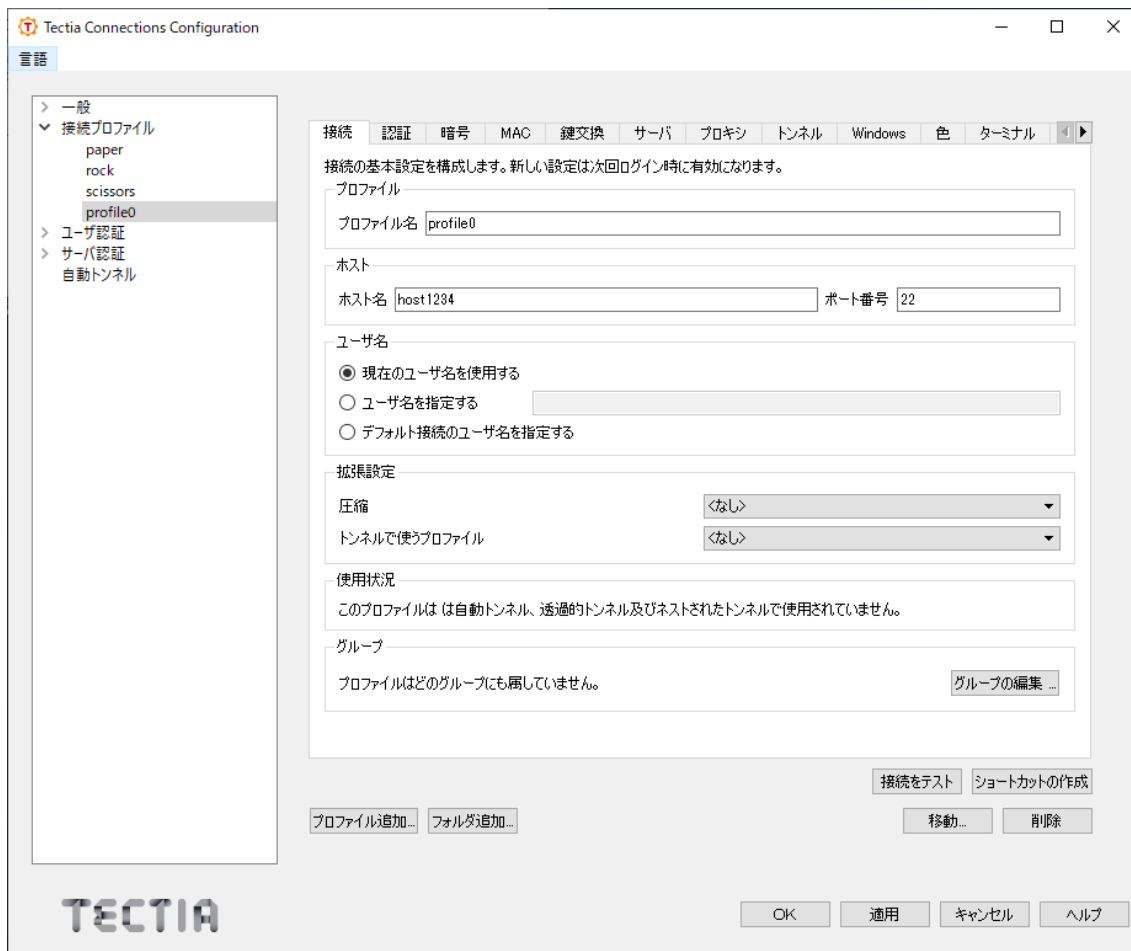 Tectia Connections Configuration
言語
一般
接続プロファイル
paper
rock
scissors
profile0
ユーザ認証
サーバ認証
自動トンネル
接続 認証 暗号 MAC 鍵交換 サーバ プロキシ トンネル Windows 色 ターミナル
接続の基本設定を構成します。新しい設定は次回ログイン時に有効になります。
プロファイル
プロファイル名 profile0
ホスト
ホスト名 host1234 ポート番号 22
ユーザ名
現在のユーザ名を使用する
ユーザ名を指定する
デフォルト接続のユーザ名を指定する
拡張設定
圧縮 <なし>
トンネルで使うプロファイル <なし>
使用状況
このプロファイルは は自動トンネル、透過的トンネル及びネストされたトンネルで使用されていません。
グループ
プロファイルはどのグループにも属していません。 グループの編集 ...
接続をテスト ショートカットの作成
プロファイル追加... フォルダ追加... 移動... 削除
TECTIA
OK 適用 キャンセル ヘルプ